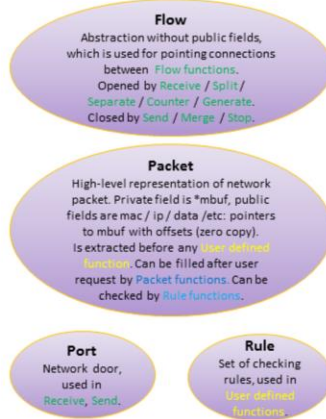 Flow
Abstraction without public fields,
which is used for pointing connections
between Flow functions.
Opened by Receive / Split /
Separate / Counter / Generate.
Closed by Send / Merge / Stop.
Packet
High-level representation of network
packet. Private field is *mbuf, public
fields are mac / ip / data /etc: pointers
to mbuf with offsets (zero copy).
Is extracted before any User defined
function. Can be filled after user
request by Packet functions. Can be
checked by Rule functions.
Port
Network door,
used in
Receive, Send.
Rule
Set of checking
rules, used in
User defined
functions.